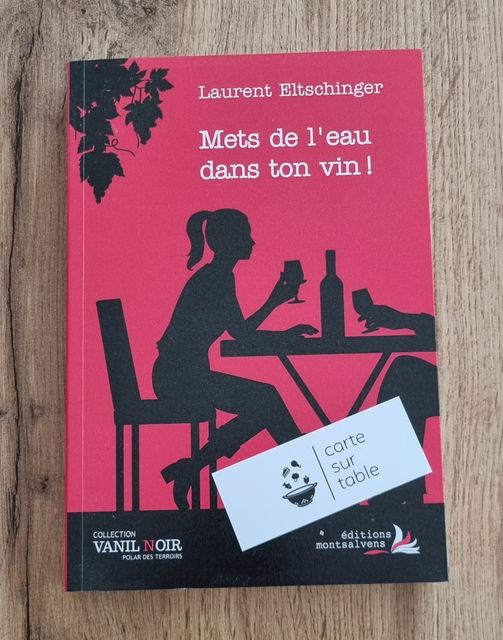 Laurent Eltschinger
Mets de l'eau
dans ton vin !
carte
sur
table
COLLECTION
VANIL NOIR
POLAR DES TERROIRS
éditions
montsalvens